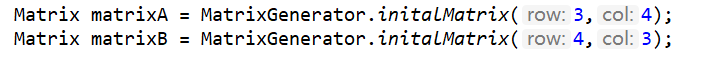 Matrix matrixA = MatrixGenerator.initalMatrix( row: 3, col: 4);
Matrix matrixB = MatrixGenerator.initalMatrix( row: 4, col: 3);